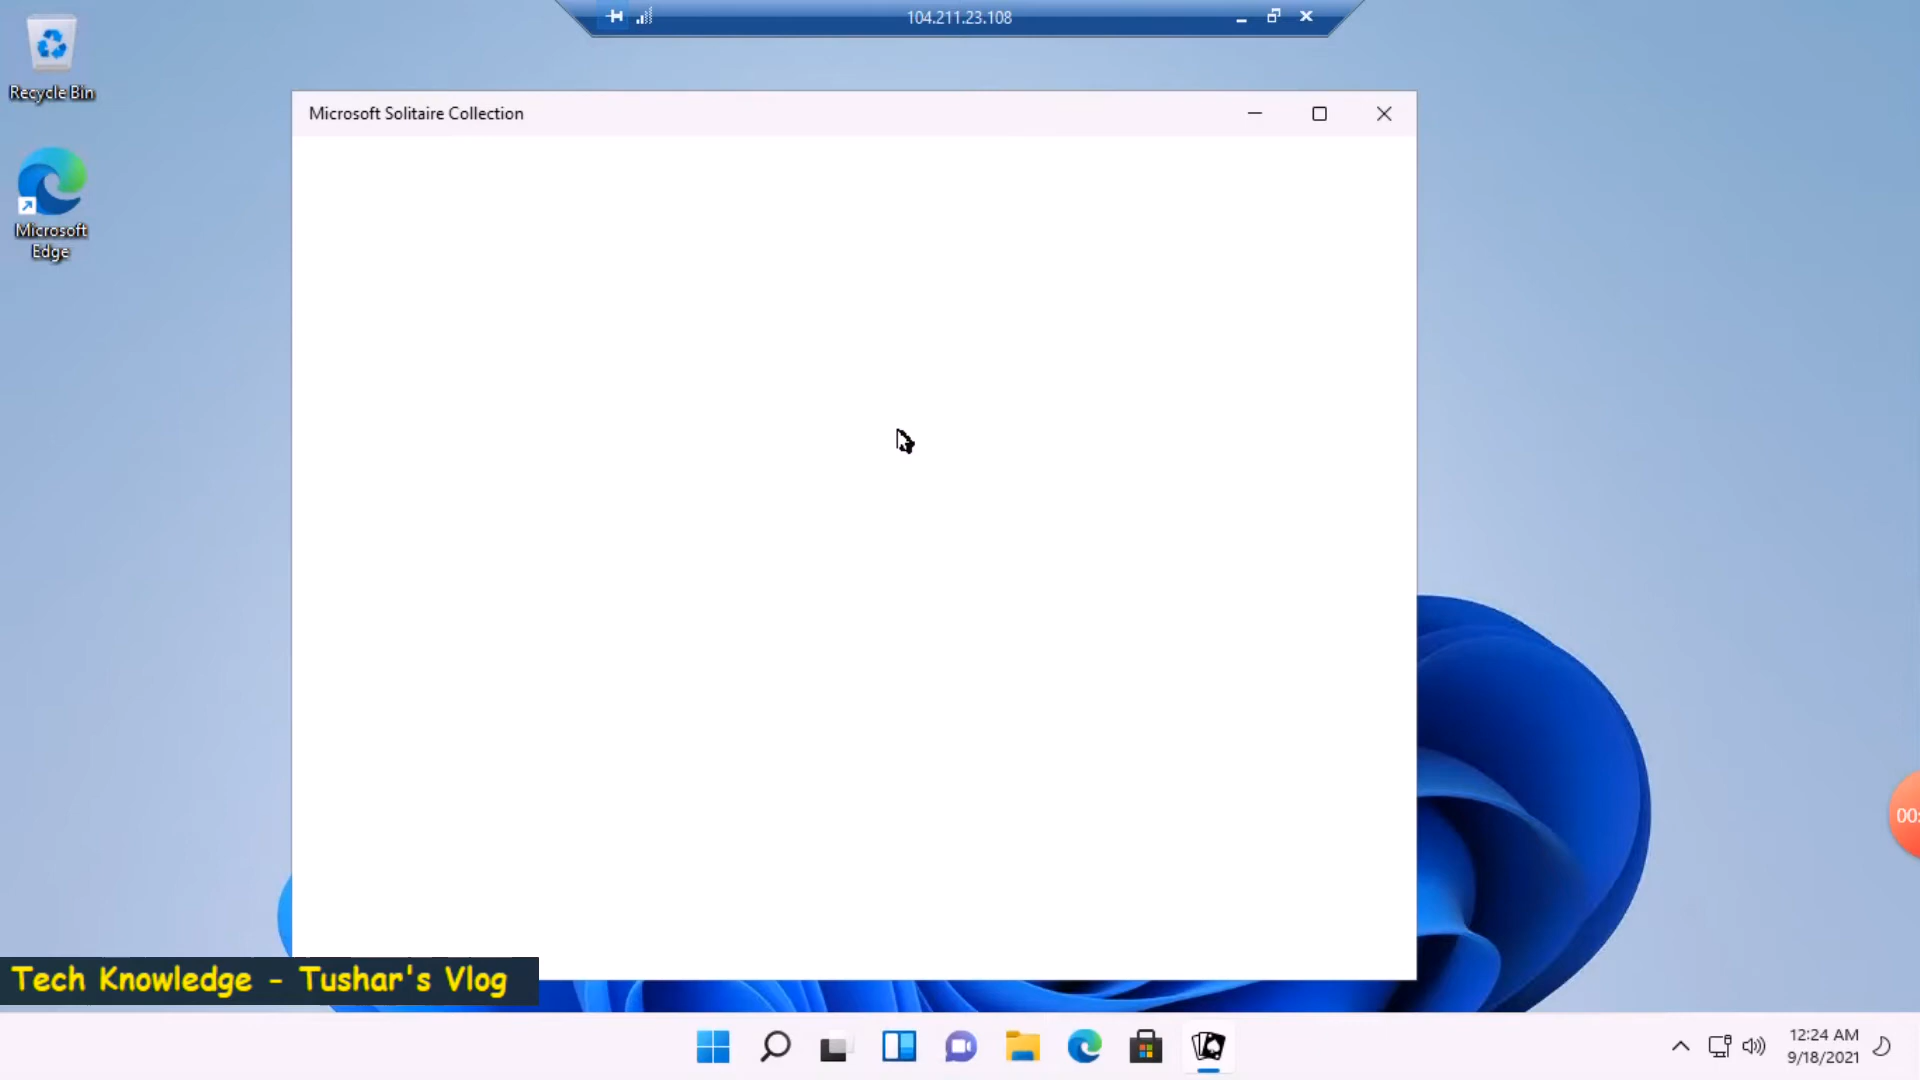 104.211.23.108
Recycle Bin
Microsoft Solitaire Collection
Microsoft
Edge
00:
Tech Knowledge - Tushar's Vlog
12:24 AM
9/18/2021